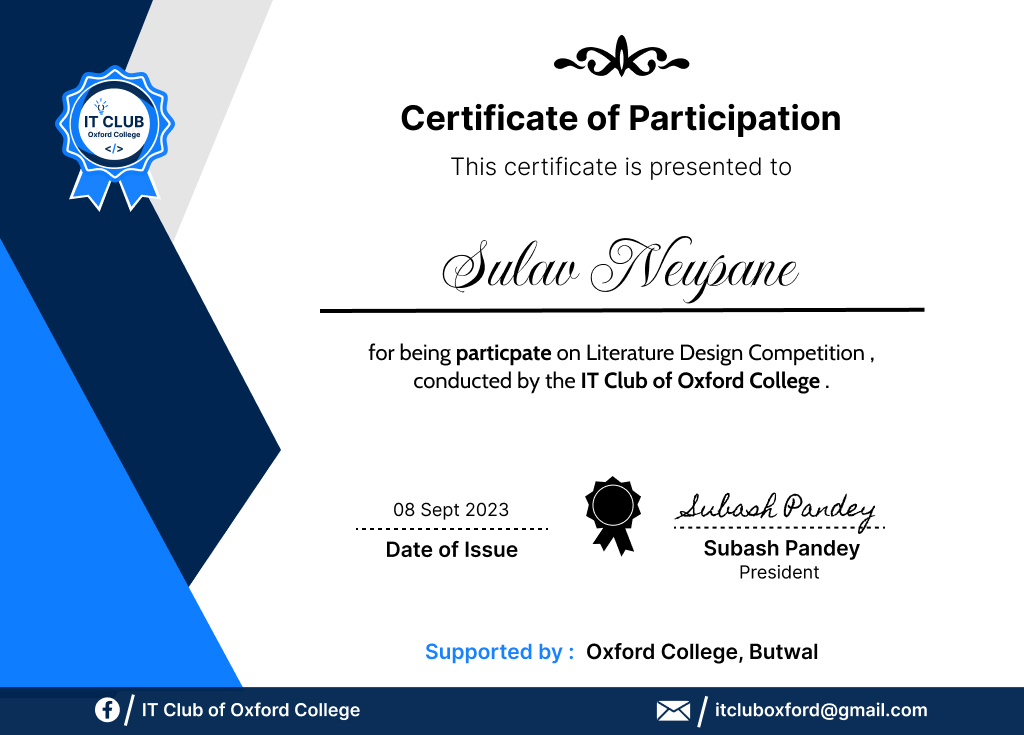 IT CLUB
Oxford College
</>
Certificate of Participation
This certificate is presented to
Sulav Neupane
for being particpate on Literature Design Competition ,
conducted by the IT Club of Oxford College .
08 Sept 2023
Date of Issue
Subash Pandey
Subash Pandey
President
Supported by : Oxford College, Butwal
IT Club of Oxford College
itcluboxford@gmail.com